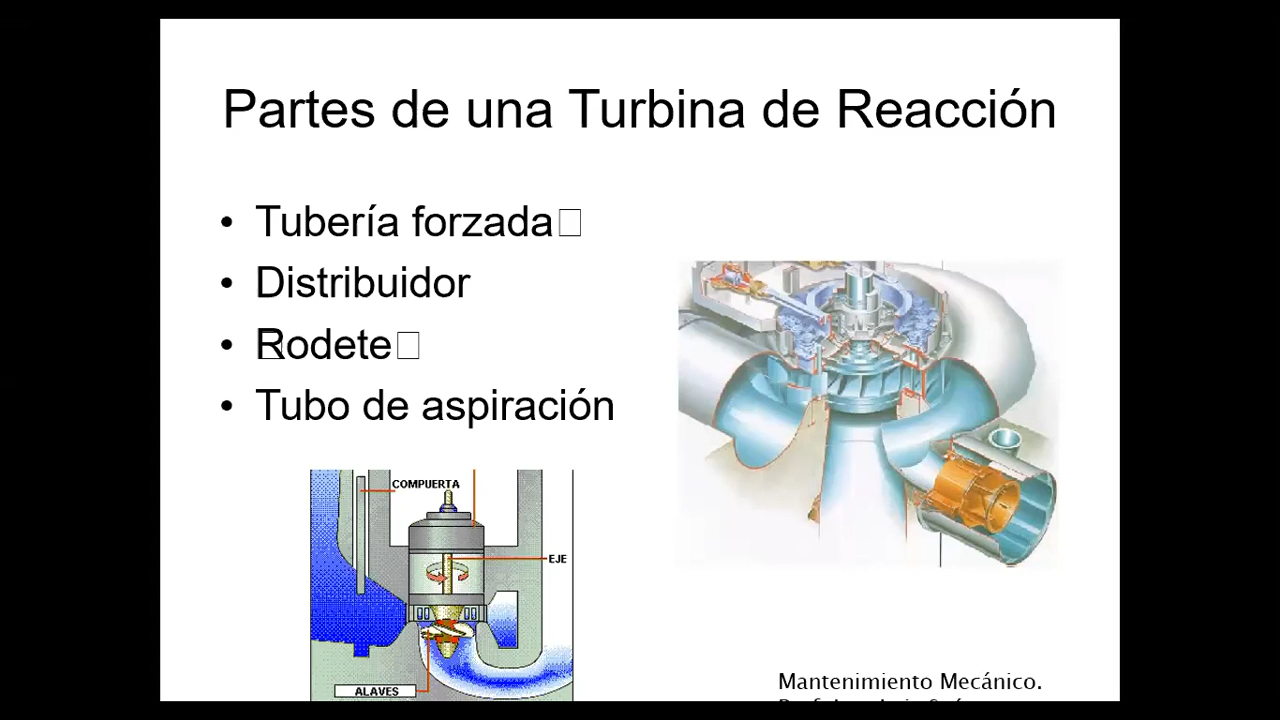 Partes de una Turbina de Reacción
• Tubería forzada
• Distribuidor
• Rodete
• Tubo de aspiración
COMPUERTA
EJE
ALAVES
Mantenimiento Mecánico.